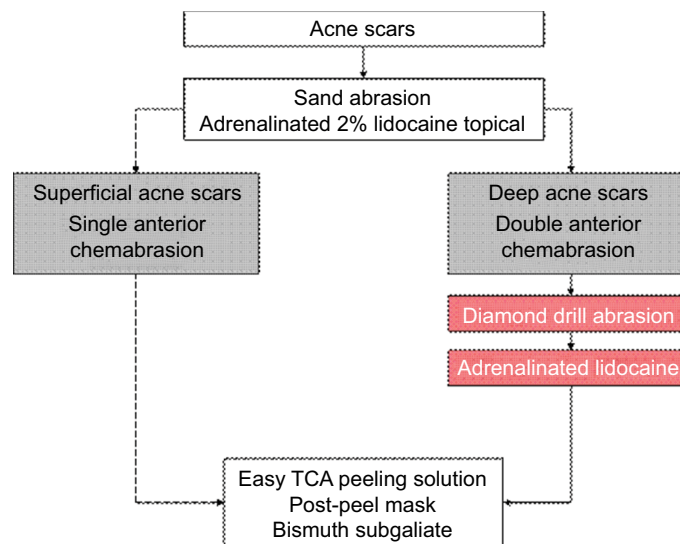 Acne scars
Sand abrasion
Adrenalinated 2% lidocaine topical
Superficial acne scars
Single anterior
chemabrasion
Deep acne scars
Double anterior
chemabrasion
Diamond drill abrasion
Adrenalinated lidocaine
Easy TCA peeling solution
Post-peel mask
Bismuth subgaliate